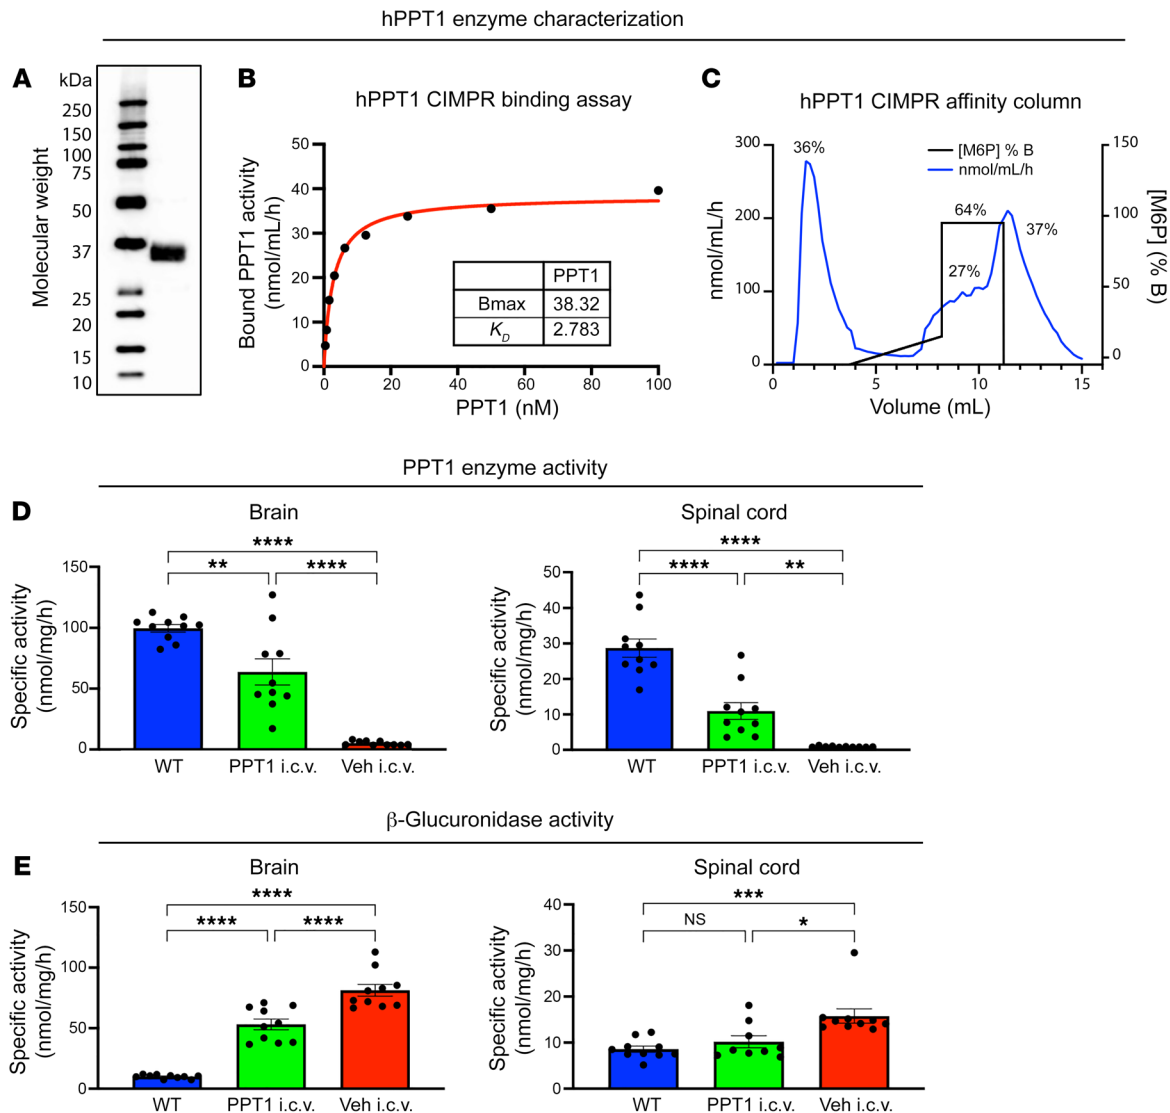 hPPT1 enzyme characterization
A
kDa
250
150
100
75
50
37
25
20
15
10
Molecular weight
B
hPPT1 CIMPR binding assay
Bound PPT1 activity
(nmol/mL/h)
50
40
30
20
10
0
PPT1
Bmax 38.32
KD 2.783
0 20 40 60 80 100
PPT1 (nM)
C
hPPT1 CIMPR affinity column
nmol/mL/h
300
200
100
0
[M6P] % B
nmol/mL/h
36%
64%
27%
37%
150
100
50
0
[M6P] (% B)
0 5 10 15
Volume (mL)
PPT1 enzyme activity
D
Brain
Specific activity
(nmol/mg/h)
150
100
50
0
****
** ****
WT PPT1 i.c.v. Veh i.c.v.
Spinal cord
Specific activity
(nmol/mg/h)
50
40
30
20
10
0
****
**** **
WT PPT1 i.c.v. Veh i.c.v.
β-Glucuronidase activity
E
Brain
Specific activity
(nmol/mg/h)
150
100
50
0
****
**** ****
WT PPT1 i.c.v. Veh i.c.v.
Spinal cord
Specific activity
(nmol/mg/h)
40
30
20
10
0
***
NS *
WT PPT1 i.c.v. Veh i.c.v.